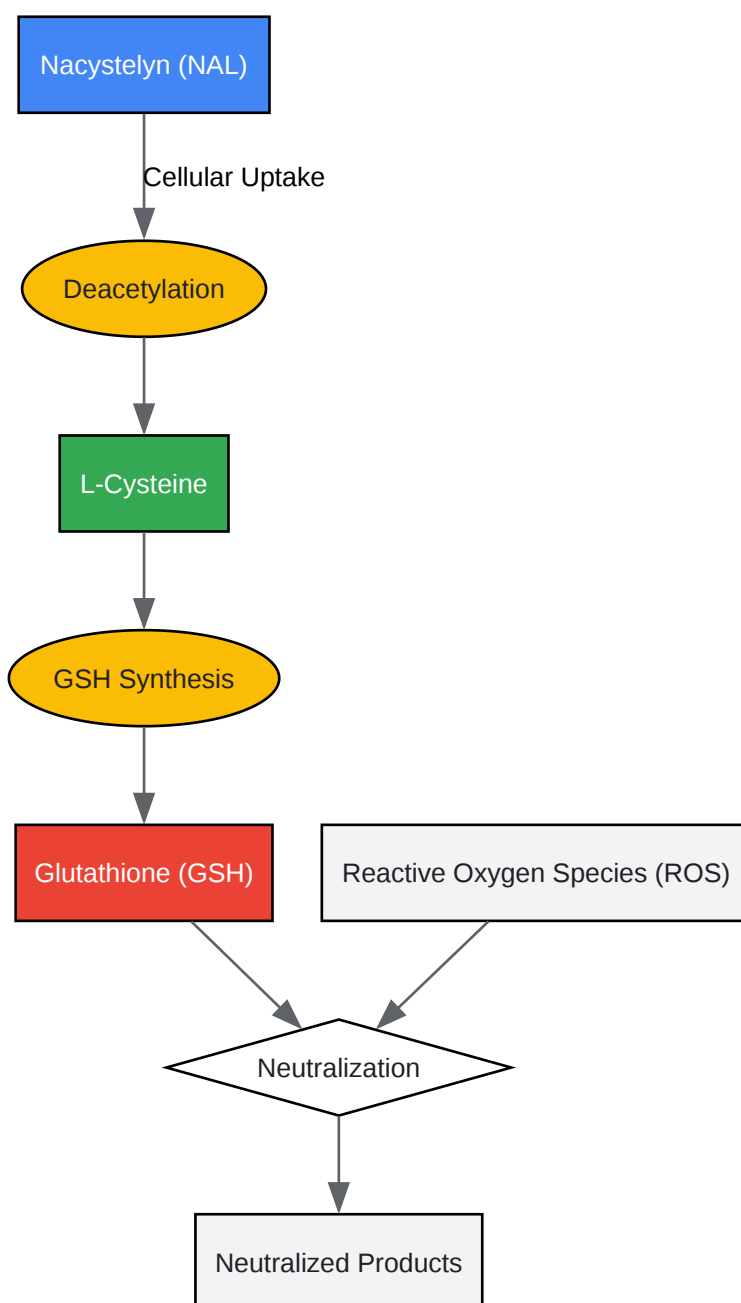 Nacystelyn (NAL)
Cellular Uptake
Deacetylation
L-Cysteine
GSH Synthesis
Glutathione (GSH)
Reactive Oxygen Species (ROS)
Neutralization
Neutralized Products